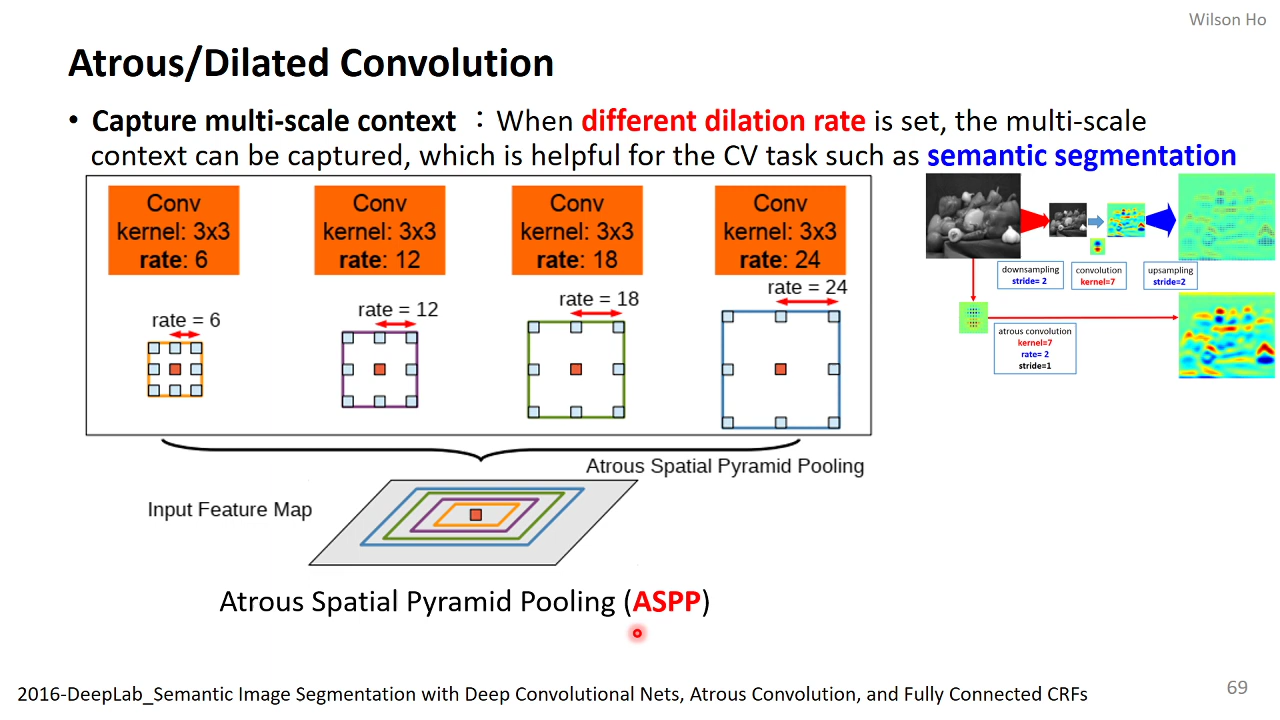 Wilson Ho
Atrous/Dilated Convolution
• Capture multi-scale context ：When different dilation rate is set, the multi-scale
context can be captured, which is helpful for the CV task such as semantic segmentation
Conv
kernel: 3x3
rate: 6
Conv
kernel: 3x3
rate: 12
Conv
kernel: 3x3
rate: 18
Conv
kernel: 3x3
rate: 24
rate = 6
rate = 12
rate = 18
rate = 24
Atrous Spatial Pyramid Pooling
Input Feature Map
Atrous Spatial Pyramid Pooling (ASPP)
downsampling
stride= 2
convolution
kernel=7
upsampling
stride=2
atrous convolution
kernel=7
rate= 2
stride=1
2016-DeepLab_Semantic Image Segmentation with Deep Convolutional Nets, Atrous Convolution, and Fully Connected CRFs
69